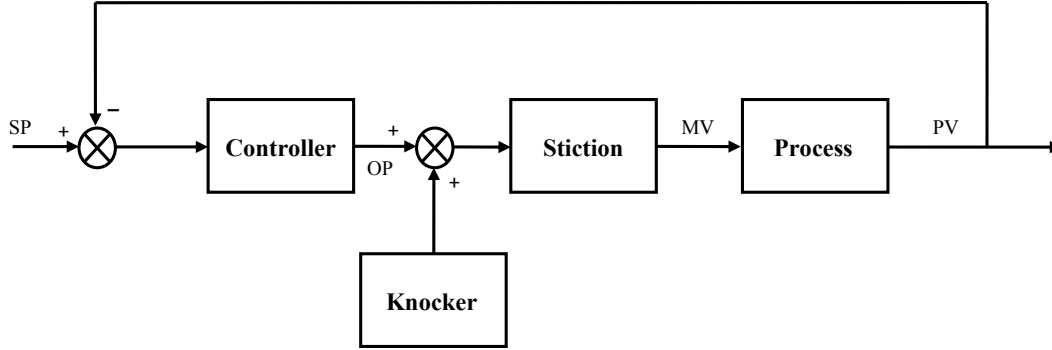 −
SP
+
Controller
+
OP
+
Stiction
MV
Process
PV
Knocker